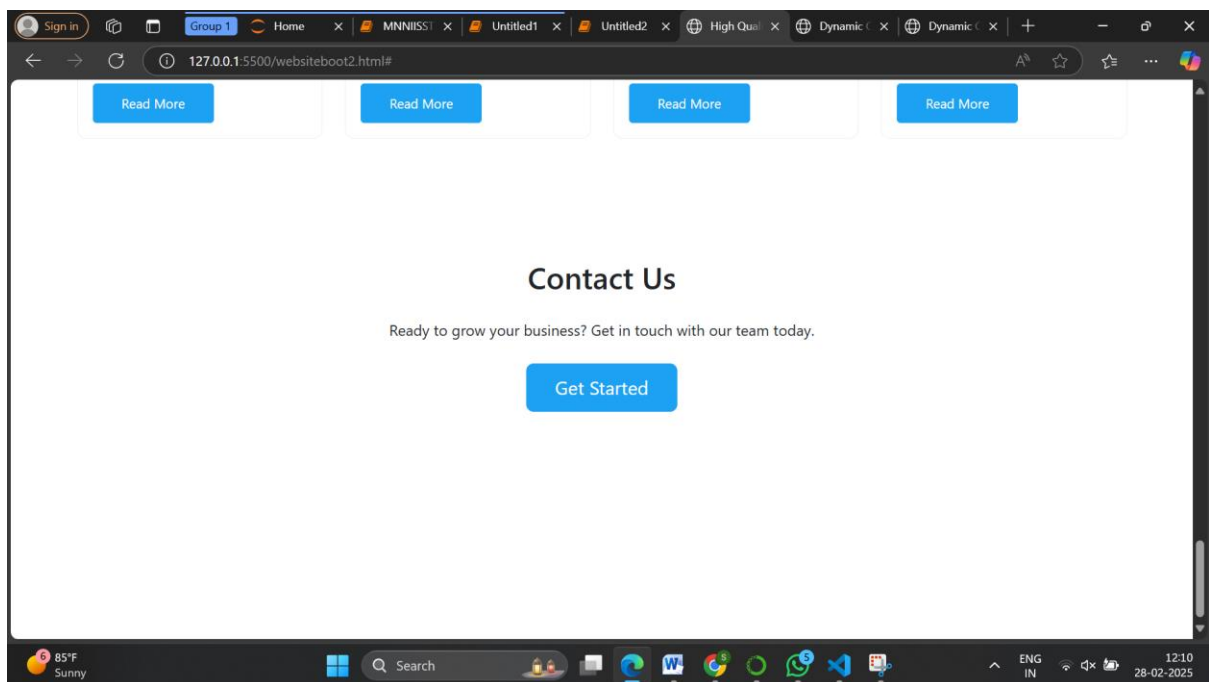 Sign in Group 1 Home MNNIISST Untitled1 Untitled2 High Qual Dynamic C Dynamic C
127.0.0.1:5500/websiteboot2.html#
Read More Read More Read More Read More
Contact Us
Ready to grow your business? Get in touch with our team today.
Get Started
6 85°F
Sunny
Search
S 5
ENG
IN
12:10
28-02-2025